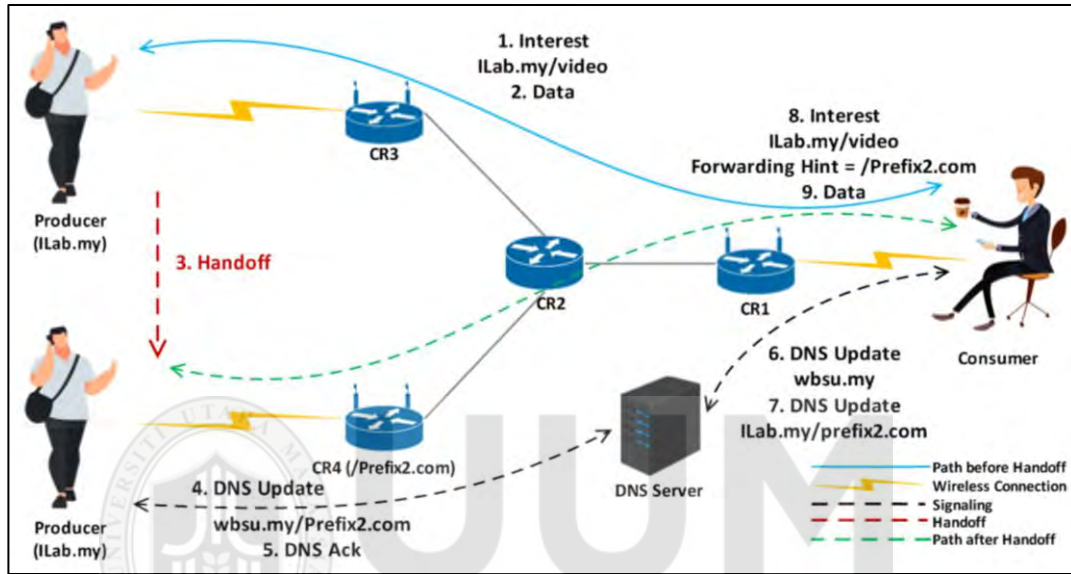 1. Interest
ILab.my/video
2. Data
CR3
Producer
(ILab.my)
3. Handoff
8. Interest
ILab.my/video
Forwarding Hint = /Prefix2.com
9. Data
CR2
CR1
Consumer
6. DNS Update
wbsu.my
7. DNS Update
ILab.my/prefix2.com
DNS Server
CR4 (/Prefix2.com)
4. DNS Update
wbsu.my/Prefix2.com
5. DNS Ack
Producer
(ILab.my)
Path before Handoff
Wireless Connection
Signaling
Handoff
Path after Handoff
UUM